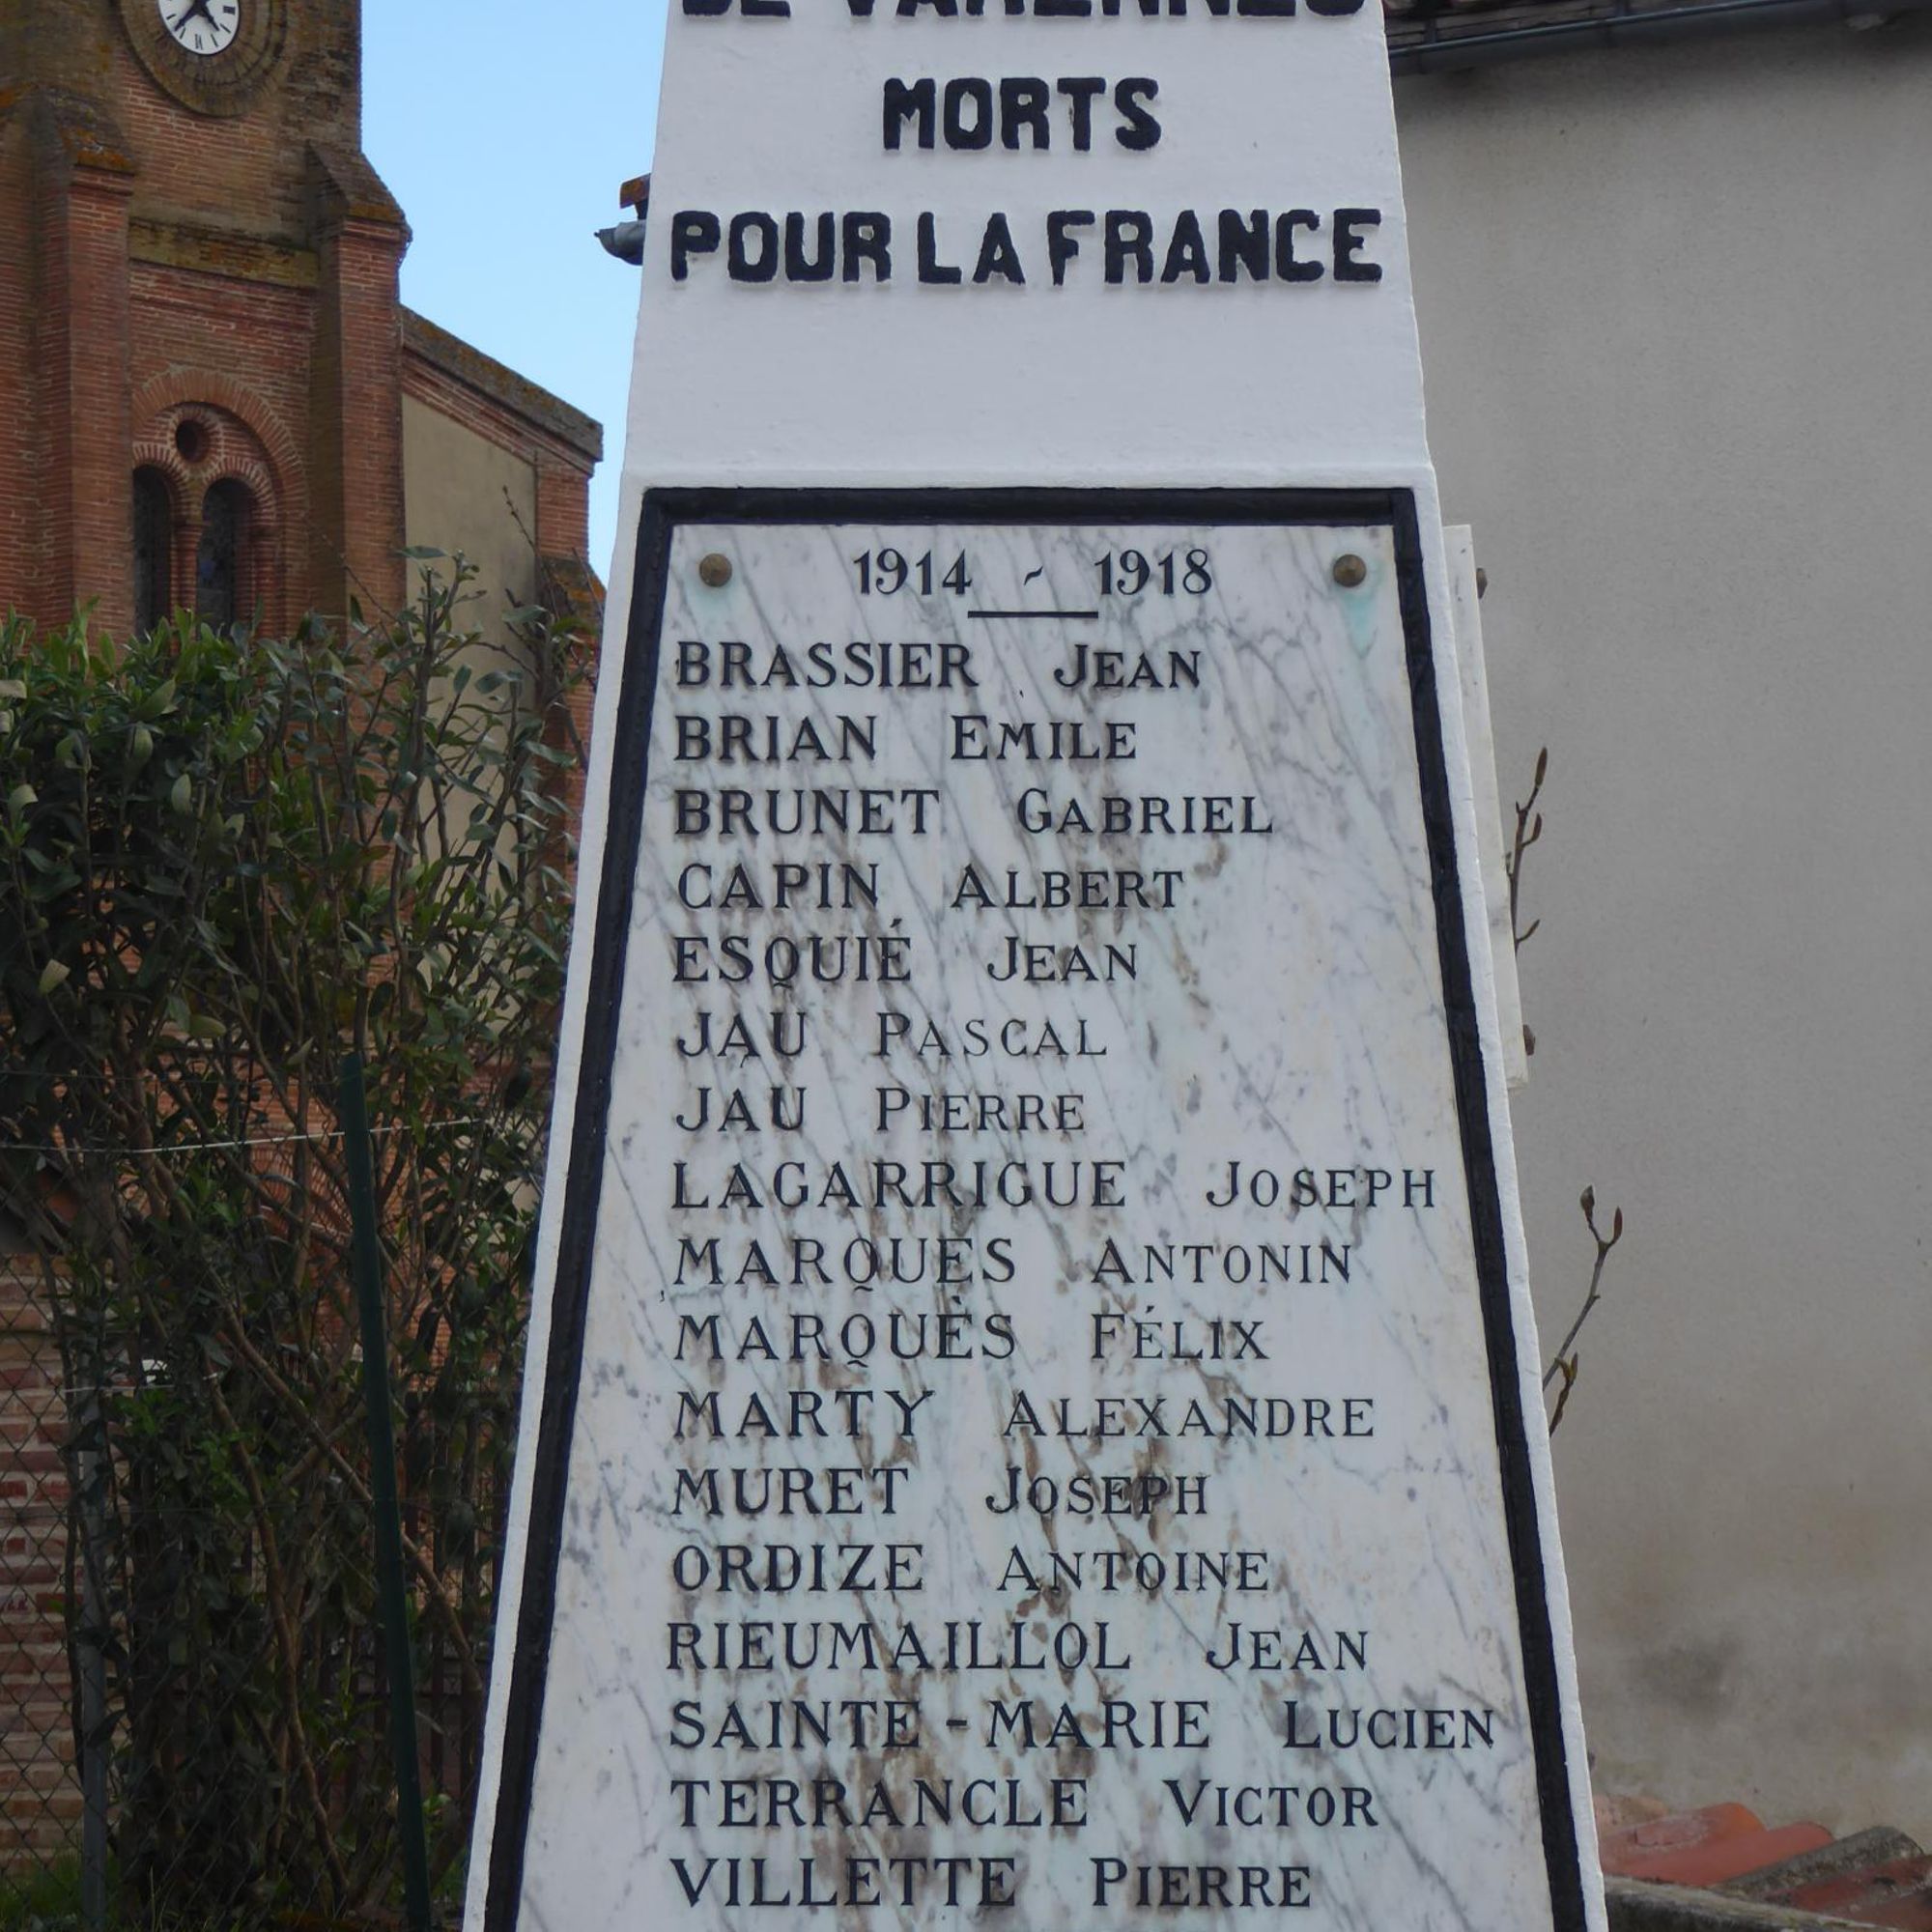 DE VARENNES
MORTS
POUR LA FRANCE
1914 - 1918
BRASSIER JEAN
BRIAN EMILE
BRUNET GABRIEL
CAPIN ALBERT
ESQUIÉ JEAN
JAU PASCAL
JAU PIERRE
LAGARRIGUE JOSEPH
MARQUÈS ANTONIN
MARQUÈS FÉLIX
MARTY ALEXANDRE
MURET JOSEPH
ORDIZE ANTOINE
RIEUMAILLOL JEAN
SAINTE-MARIE LUCIEN
TERRANCLE VICTOR
VILLETTE PIERRE